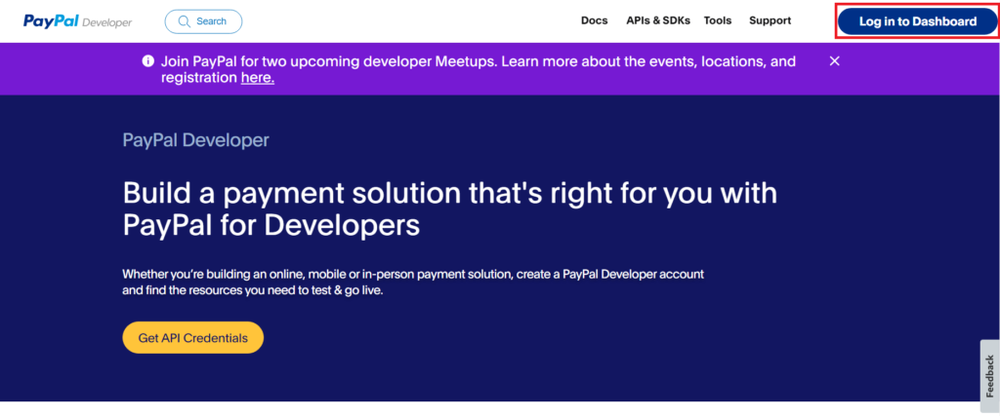 PayPal Developer
Search
Docs
APIs & SDKs
Tools
Support
Log in to Dashboard
Join PayPal for two upcoming developer Meetups. Learn more about the events, locations, and
registration here.
PayPal Developer
Build a payment solution that's right for you with
PayPal for Developers
Whether you’re building an online, mobile or in-person payment solution, create a PayPal Developer account
and find the resources you need to test & go live.
Get API Credentials
Feedback